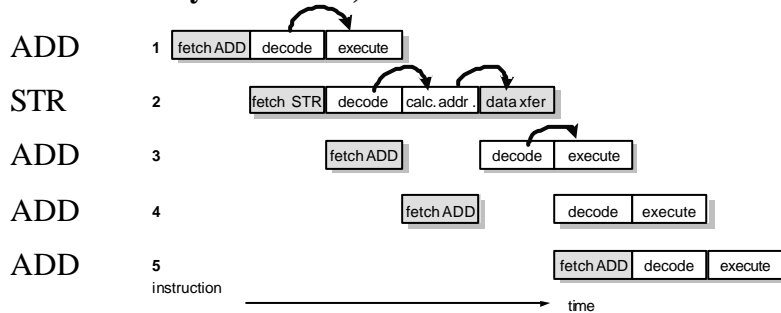 ADD 1 fetch ADD decode execute
STR 2 fetch STR decode calc. addr. data xfer
ADD 3 fetch ADD decode execute
ADD 4 fetch ADD decode execute
ADD 5 fetch ADD decode execute
instruction
time